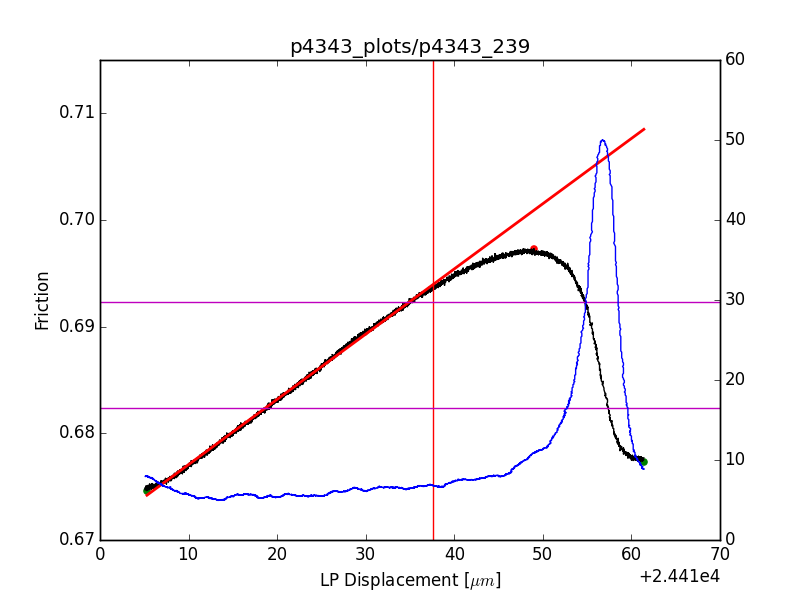 p4343_plots/p4343_239
0.71
0.70
0.69
0.68
0.67
Friction
60
50
40
30
20
10
0
0 10 20 30 40 50 60 70
LP Displacement [μm]
+2.441e4